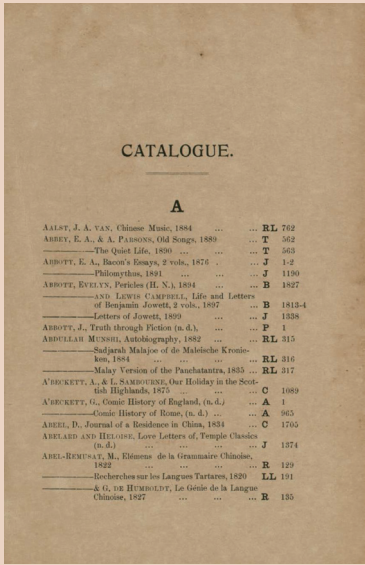 CATALOGUE.
A
AALST, J. A. VAN, Chinese Music, 1884 ... ... RL 762
ABBEY, E. A., & A. PARSONS, Old Songs, 1889 ... T 562
————The Quiet Life, 1890 ... ... T 563
ABBOTT, E. A., Bacon's Essays, 2 vols., 1876 . ... J 1-2
————Philomythus, 1891 ... ... J 1190
ABBOTT, EVELYN, Pericles (H. N.), 1894 ... B 1827
————AND LEWIS CAMPBELL, Life and Letters
of Benjamin Jowett, 2 vols., 1897 ... B 1813-4
————Letters of Jowett, 1899 ... J 1338
ABBOTT, J., Truth through Fiction (n. d.), ... P 1
ABDULLAH MUNSHI, Autobiography, 1882 ... ... RL 315
————Sadjarah Malajoe of de Maleische Kronie-
ken, 1884 ... ... ... RL 316
————Malay Version of the Panchatantra, 1835 ... RL 317
A'BECKETT, A., & L. SAMBOURNE, Our Holiday in the Scot-
tish Highlands, 1875 ... ... C 1089
A'BECKETT, G., Comic History of England, (n. d.) ... A 1
————Comic History of Rome, (n. d.) ... ... A 965
ABEEL, D., Journal of a Residence in China, 1834 ... C 1705
ABELARD AND HELOISE, Love Letters of, Temple Classics
(n. d.) ... ... ... ... J 1374
ABEL-REMUSAT, M., Elémens de la Grammaire Chinoise,
1822 ... ... ... ... R 129
————Recherches sur les Langues Tartares, 1820 LL 191
————& G. DE HUMBOLDT, Le Génie de la Langue
Chinoise, 1827 ... ... ... R 135